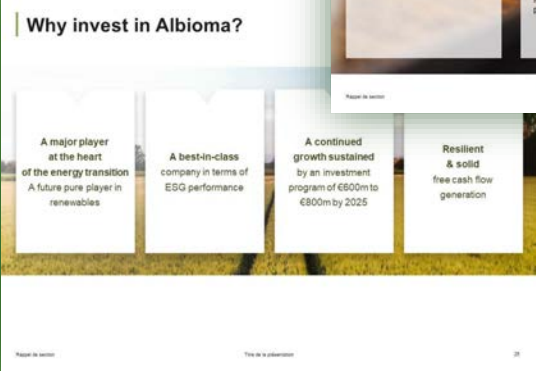 Why invest in Albioma?
Rappel de section
A major player
at the heart
of the energy transition
A future pure player in
renewables
A best-in-class
company in terms of
ESG performance
A continued
growth sustained
by an investment
program of €600m to
€800m by 2025
Resilient
& solid
free cash flow
generation
Rappel de section
Titre de la présentation